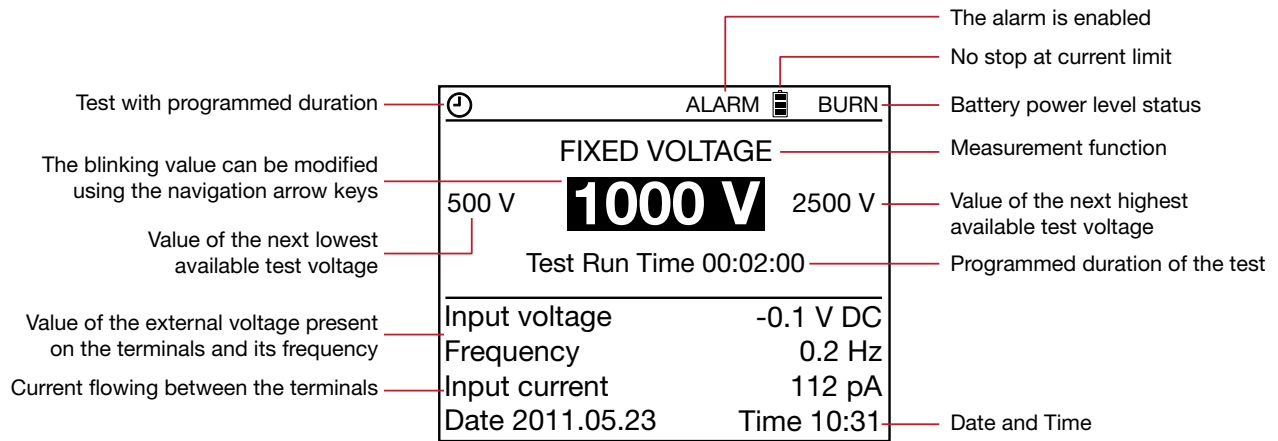 The alarm is enabled
No stop at current limit
Test with programmed duration
ALARM BURN
Battery power level status
FIXED VOLTAGE
Measurement function
The blinking value can be modified
using the navigation arrow keys
500 V 1000 V 2500 V
Value of the next highest
available test voltage
Value of the next lowest
available test voltage
Test Run Time 00:02:00
Programmed duration of the test
Value of the external voltage present
on the terminals and its frequency
Input voltage -0.1 V DC
Frequency 0.2 Hz
Current flowing between the terminals
Input current 112 pA
Date 2011.05.23 Time 10:31
Date and Time